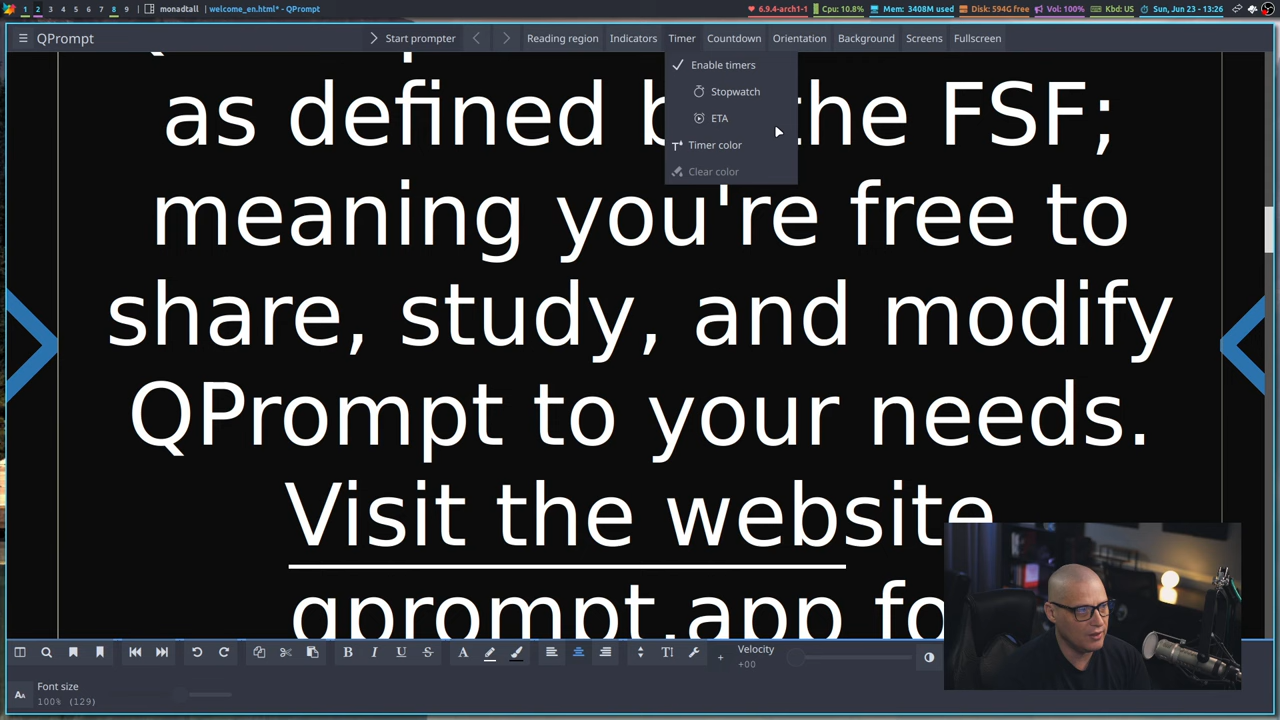 1 2 3 4 5 6 7 8 9 monadtall | welcome_en.html* - QPrompt
6.9.4-arch1-1 Cpu: 10.8% Mem: 3408M used Disk: 594G free Vol: 100% Kbd: US Sun, Jun 23 - 13:26
QPrompt Start prompter Reading region Indicators Timer Countdown Orientation Background Screens Fullscreen
Enable timers
Stopwatch
ETA
Timer color
Clear color
as defined b the FSF;
meaning you're free to
share, study, and modify
QPrompt to your needs.
Visit the website
qprompt.app fo
B I U S A T! Velocity
+00
Font size
100% (129)